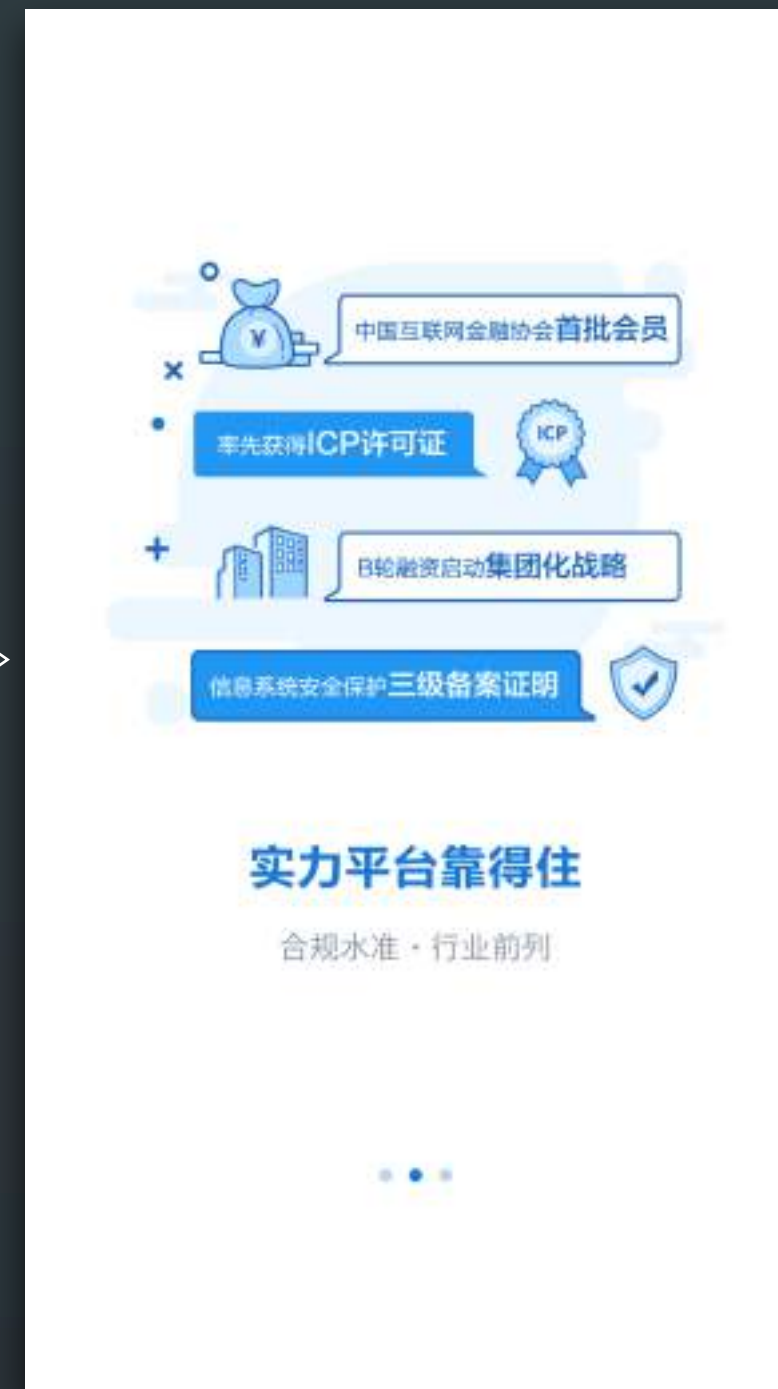 ¥
中国互联网金融协会首批会员
率先获得ICP许可证
ICP
B轮融资启动集团化战略
信息系统安全保护三级备案证明
实力平台靠得住
合规水准·行业前列